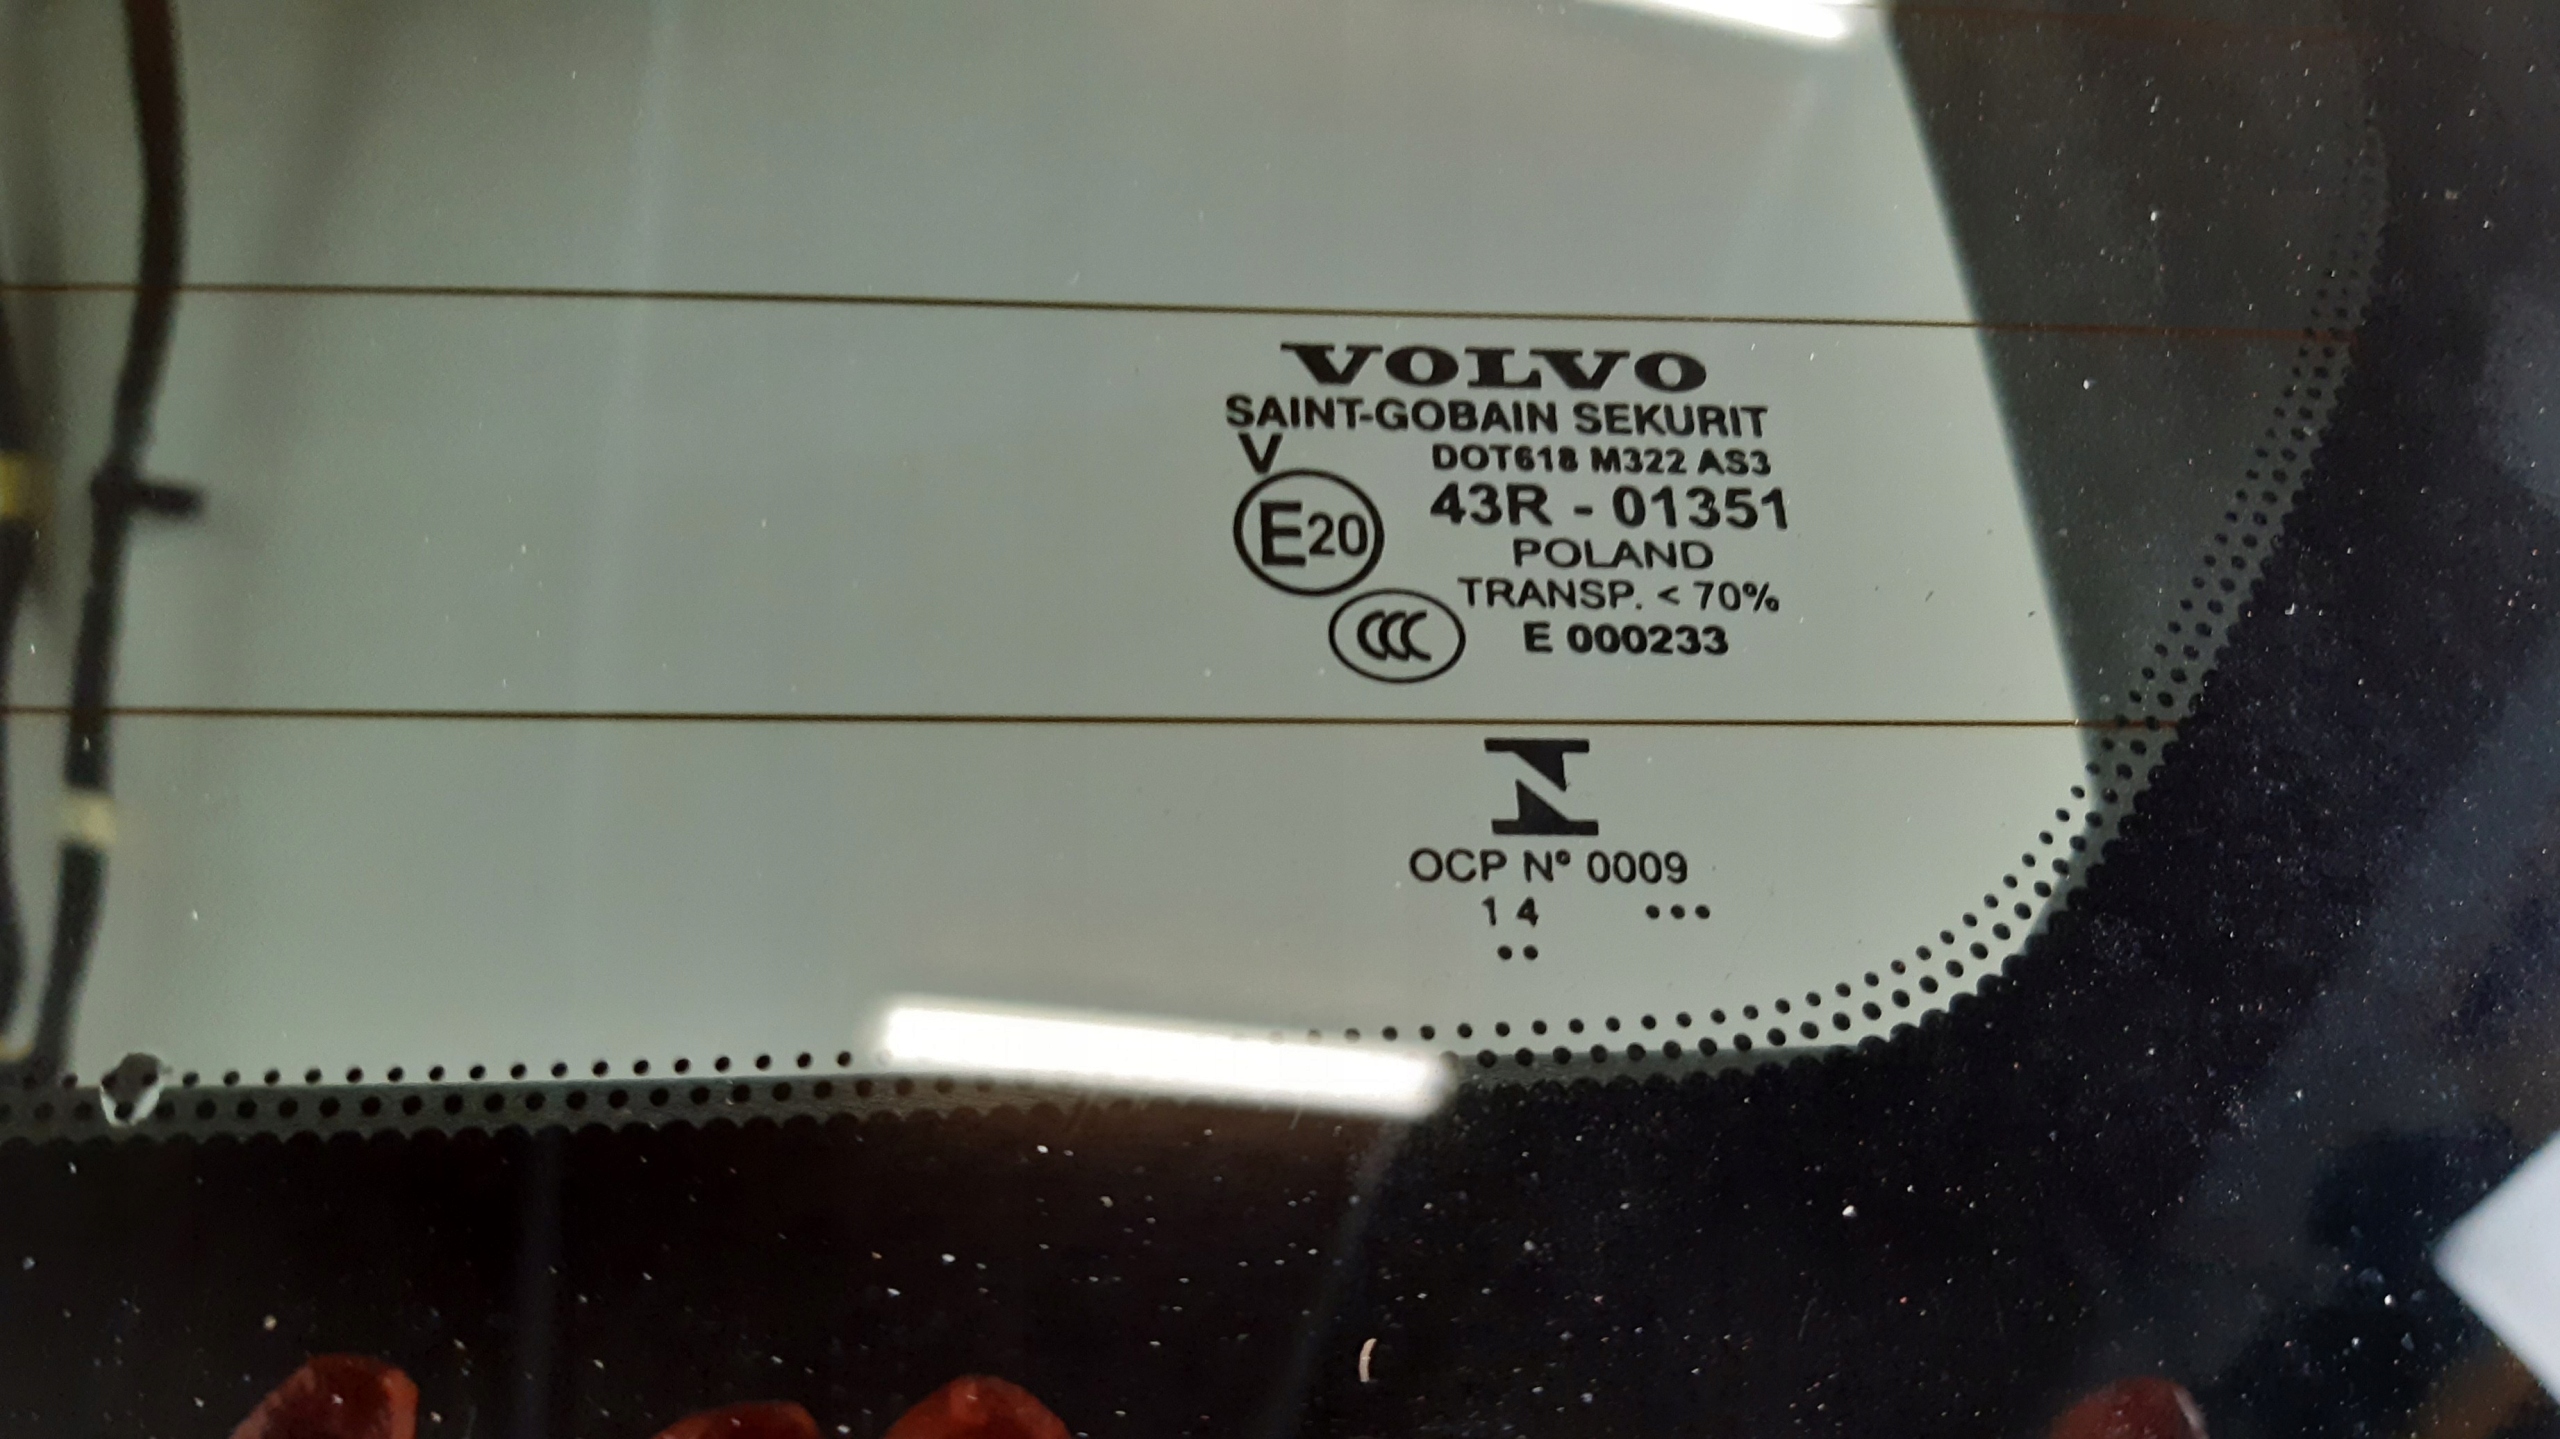 VOLVO
SAINT-GOBAIN SEKURIT
V
DOT618 M322 AS3
E20
43R - 01351
POLAND
TRANSP. < 70%
CCC
E 000233
OCP Nº 0009
1 4 •••
••